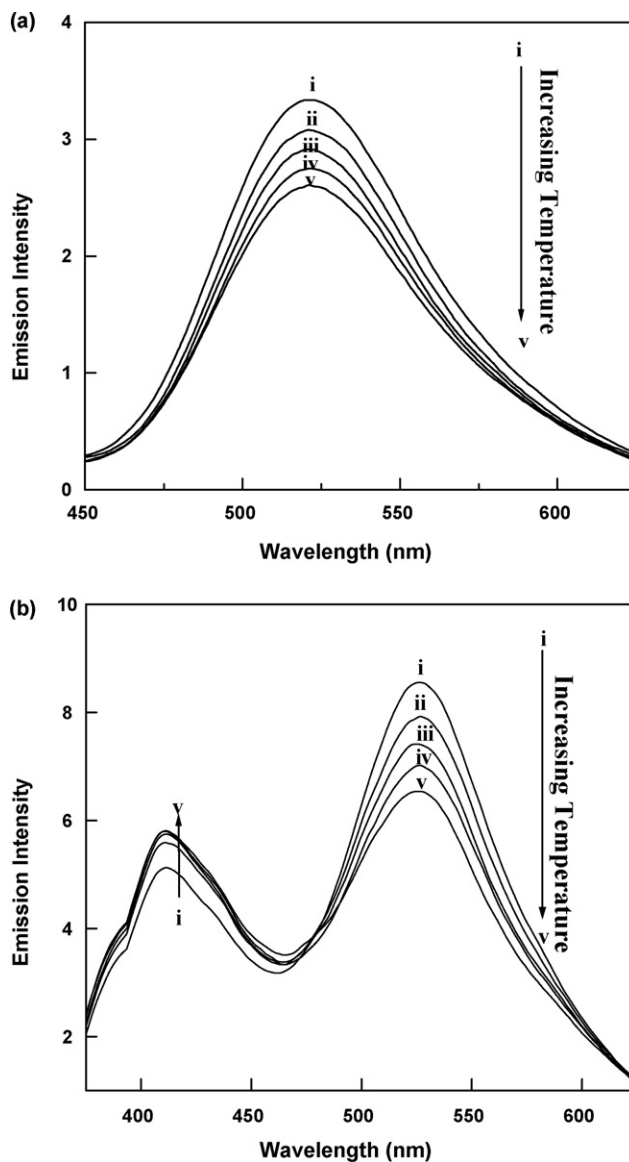 (a)
4
3
2
1
0
Emission Intensity
i
ii
iii
iv
v
i
Increasing Temperature
v
450
500
550
600
Wavelength (nm)
(b)
10
8
6
4
2
Emission Intensity
v
i
i
ii
iii
iv
v
i
Increasing Temperature
v
400
450
500
550
600
Wavelength (nm)